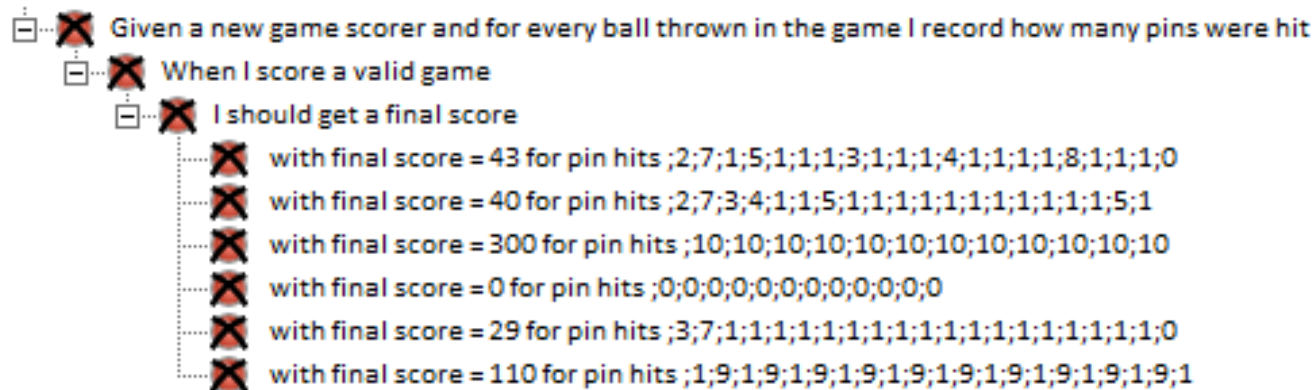 Given a new game scorer and for every ball thrown in the game I record how many pins were hit
When I score a valid game
I should get a final score
with final score = 43 for pin hits ;2;7;1;5;1;1;1;3;1;1;1;4;1;1;1;1;8;1;1;1;0
with final score = 40 for pin hits ;2;7;3;4;1;1;5;1;1;1;1;1;1;1;1;1;1;1;5;1
with final score = 300 for pin hits ;10;10;10;10;10;10;10;10;10;10;10;10
with final score = 0 for pin hits ;0;0;0;0;0;0;0;0;0;0;0;0
with final score = 29 for pin hits ;3;7;1;1;1;1;1;1;1;1;1;1;1;1;1;1;1;1;1;1;0
with final score = 110 for pin hits ;1;9;1;9;1;9;1;9;1;9;1;9;1;9;1;9;1;9;1;9;1